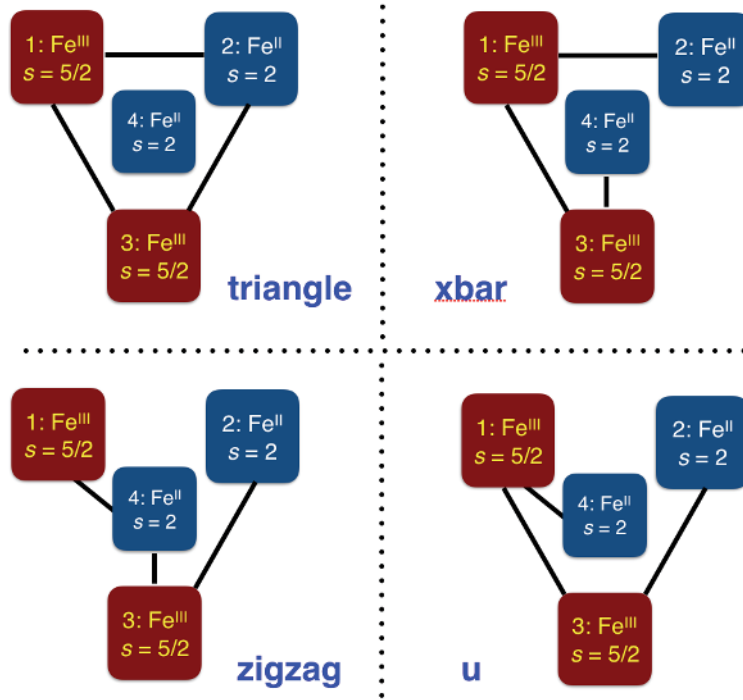 1: Feᴵᴵᴵ
s = 5/2
2: Feᴵᴵ
s = 2
4: Feᴵᴵ
s = 2
3: Feᴵᴵᴵ
s = 5/2
triangle
1: Feᴵᴵᴵ
s = 5/2
2: Feᴵᴵ
s = 2
4: Feᴵᴵ
s = 2
3: Feᴵᴵᴵ
s = 5/2
xbar
1: Feᴵᴵᴵ
s = 5/2
2: Feᴵᴵ
s = 2
4: Feᴵᴵ
s = 2
3: Feᴵᴵᴵ
s = 5/2
zigzag
1: Feᴵᴵᴵ
s = 5/2
2: Feᴵᴵ
s = 2
4: Feᴵᴵ
s = 2
3: Feᴵᴵᴵ
s = 5/2
u